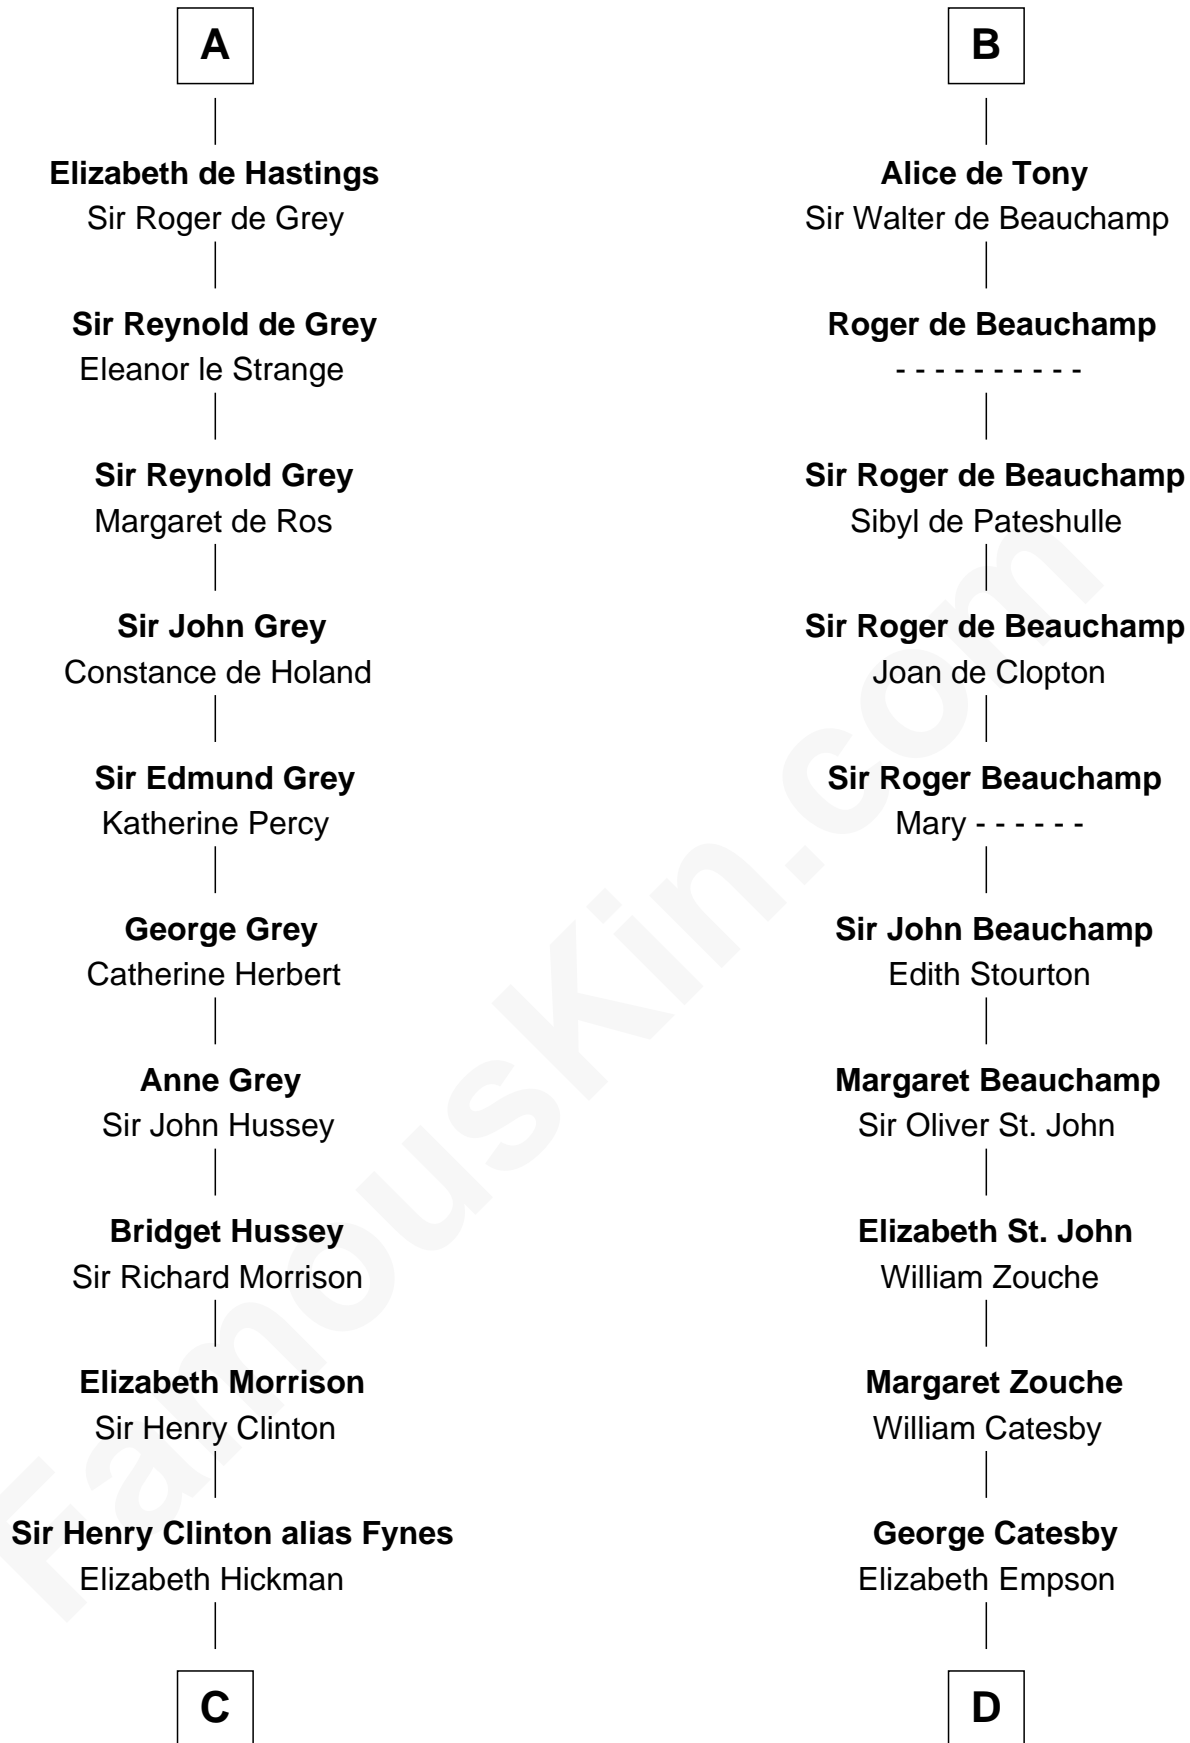 A
Elizabeth de Hastings
Sir Roger de Grey
Sir Reynold de Grey
Eleanor le Strange
Sir Reynold Grey
Margaret de Ros
Sir John Grey
Constance de Holand
Sir Edmund Grey
Katherine Percy
George Grey
Catherine Herbert
Anne Grey
Sir John Hussey
Bridget Hussey
Sir Richard Morrison
Elizabeth Morrison
Sir Henry Clinton
Sir Henry Clinton alias Fynes
Elizabeth Hickman
C
B
Alice de Tony
Sir Walter de Beauchamp
Roger de Beauchamp
- - - - - - - - - -
Sir Roger de Beauchamp
Sibyl de Pateshulle
Sir Roger de Beauchamp
Joan de Clopton
Sir Roger Beauchamp
Mary - - - - - -
Sir John Beauchamp
Edith Stourton
Margaret Beauchamp
Sir Oliver St. John
Elizabeth St. John
William Zouche
Margaret Zouche
William Catesby
George Catesby
Elizabeth Empson
D
FamousKin.com